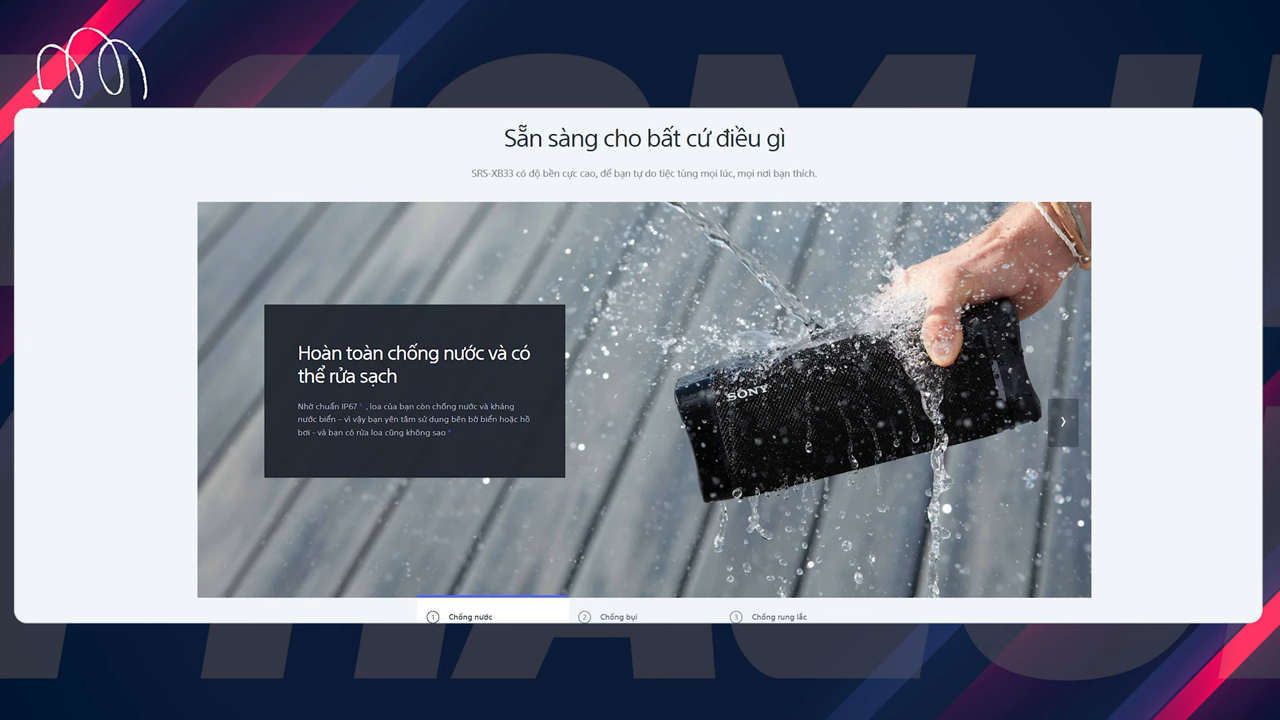 Sẵn sàng cho bất cứ điều gì
SRS-XB33 có độ bền cực cao, để bạn tự do tiệc tùng mọi lúc, mọi nơi bạn thích.
SONY
Hoàn toàn chống nước và có
thể rửa sạch
Nhờ chuẩn IP67 , loa của bạn còn chống nước và kháng
nước biển – vì vậy bạn yên tâm sử dụng bên bờ biển hoặc hồ
bơi - và bạn có rửa loa cũng không sao
1 Chống nước
2 Chống bụi
3 Chống rung lắc